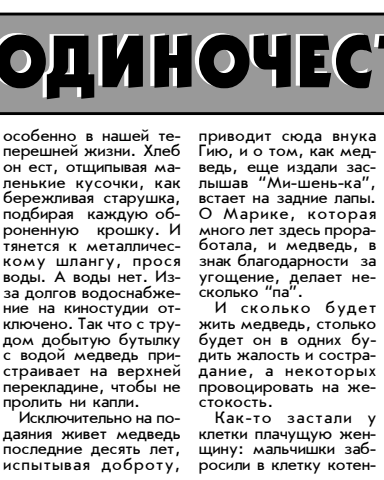 ОДИНОЧЕСТ
особенно в нашей те-
перешней жизни. Хлеб
он ест, отщипывая ма-
ленькие кусочки, как
бережливая старушка,
подбирая каждую об-
роненную крошку. И
тянется к металличес-
кому шлангу, прося
воды. А воды нет. Из-
за долгов водоснабже-
ние на киностудии от-
ключено. Так что с тру-
дом добытую бутылку
с водой медведь при-
страивает на верхней
перекладине, чтобы не
пролить ни капли.
Исключительно на по-
даяния живет медведь
последние десять лет,
испытывая доброту,
приводит сюда внука
Гию, и о том, как мед-
ведь, еще издали зас-
лышав "Ми-шень-ка",
встает на задние лапы.
О Марике, которая
много лет здесь прора-
ботала, и медведь, в
знак благодарности за
угощение, делает не-
сколько "па".
И сколько будет
жить медведь, столько
будет он в одних бу-
дить жалость и состра-
дание, а некоторых
провоцировать на же-
стокость.
Как-то застали у
клетки плачущую жен-
щину: мальчишки заб-
росили в клетку котен-